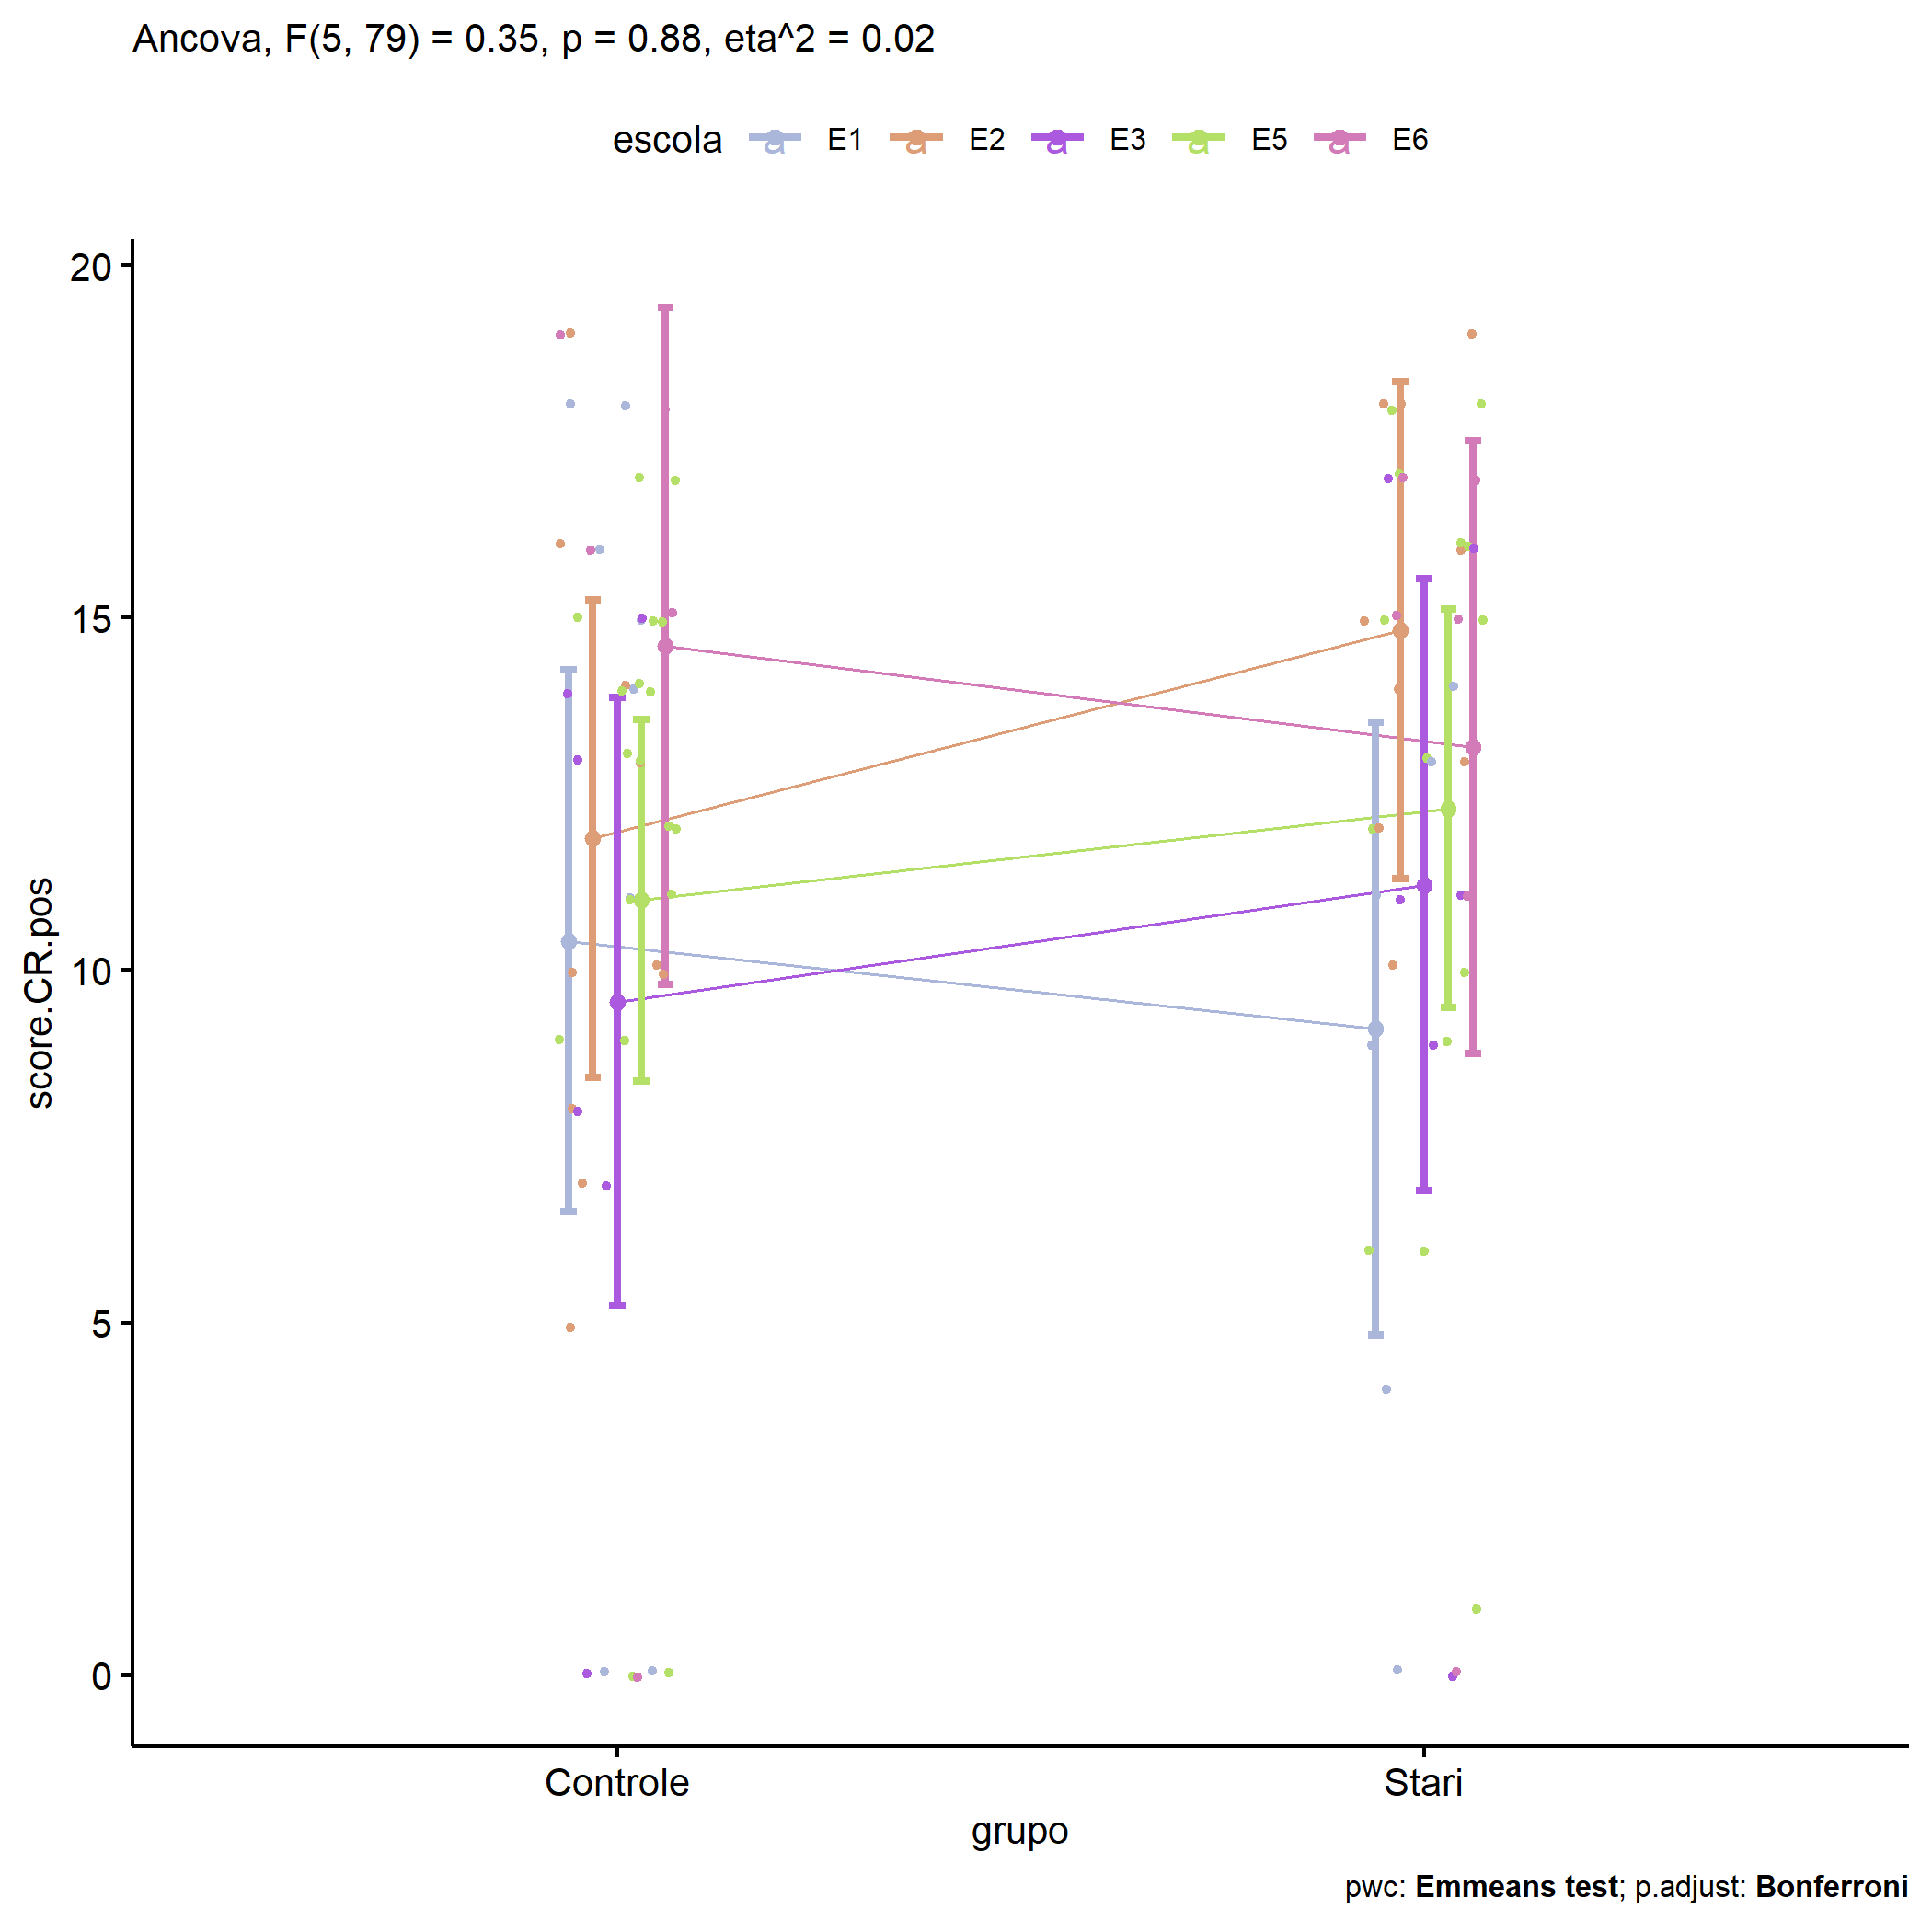 Ancova, F(5, 79) = 0.35, p = 0.88, eta^2 = 0.02
escola a E1 a E2 a E3 a E5 a E6
20
15
10
5
0
score.CR.pos
Controle Stari
grupo
pwc: Emmeans test; p.adjust: Bonferroni